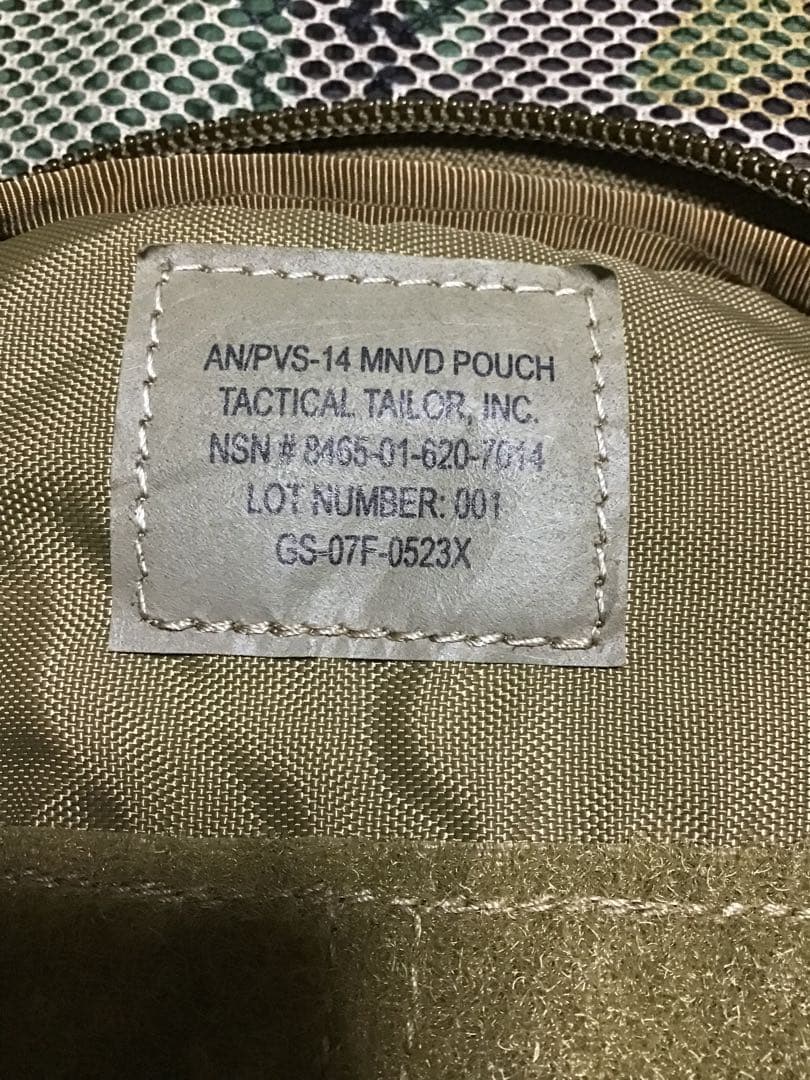 AN/PVS-14 MNVD POUCH
TACTICAL TAILOR, INC.
NSN # 8465-01-620-7014
LOT NUMBER: 001
GS-07F-0523X